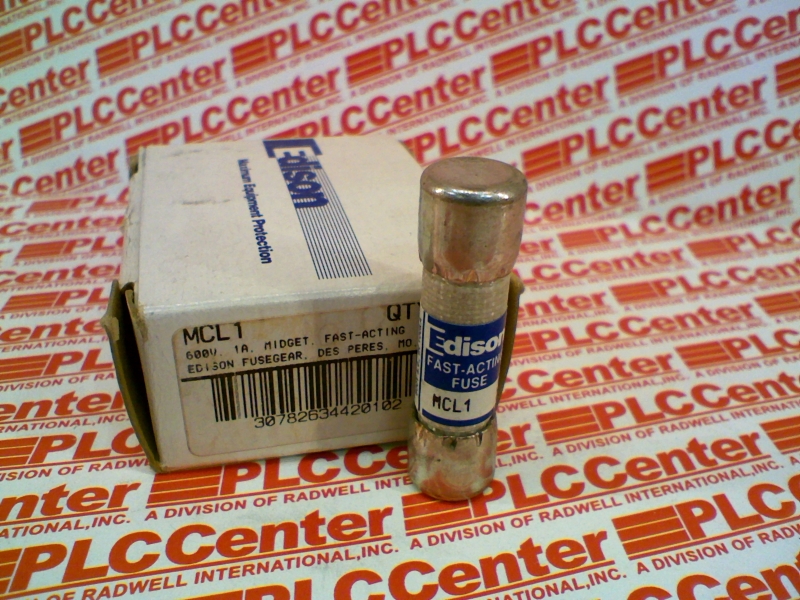 Edison
Maximum Equipment Protection
MCL1 QTY
600V. 1A. MIDGET. FAST-ACTING
EDISON FUSEGEAR. DES PERES. MO.
30782634420102
Edison
FAST-ACTING
FUSE
MCL1
PLCCenter
A DIVISION OF RADWELL INTERNATIONAL, INC.